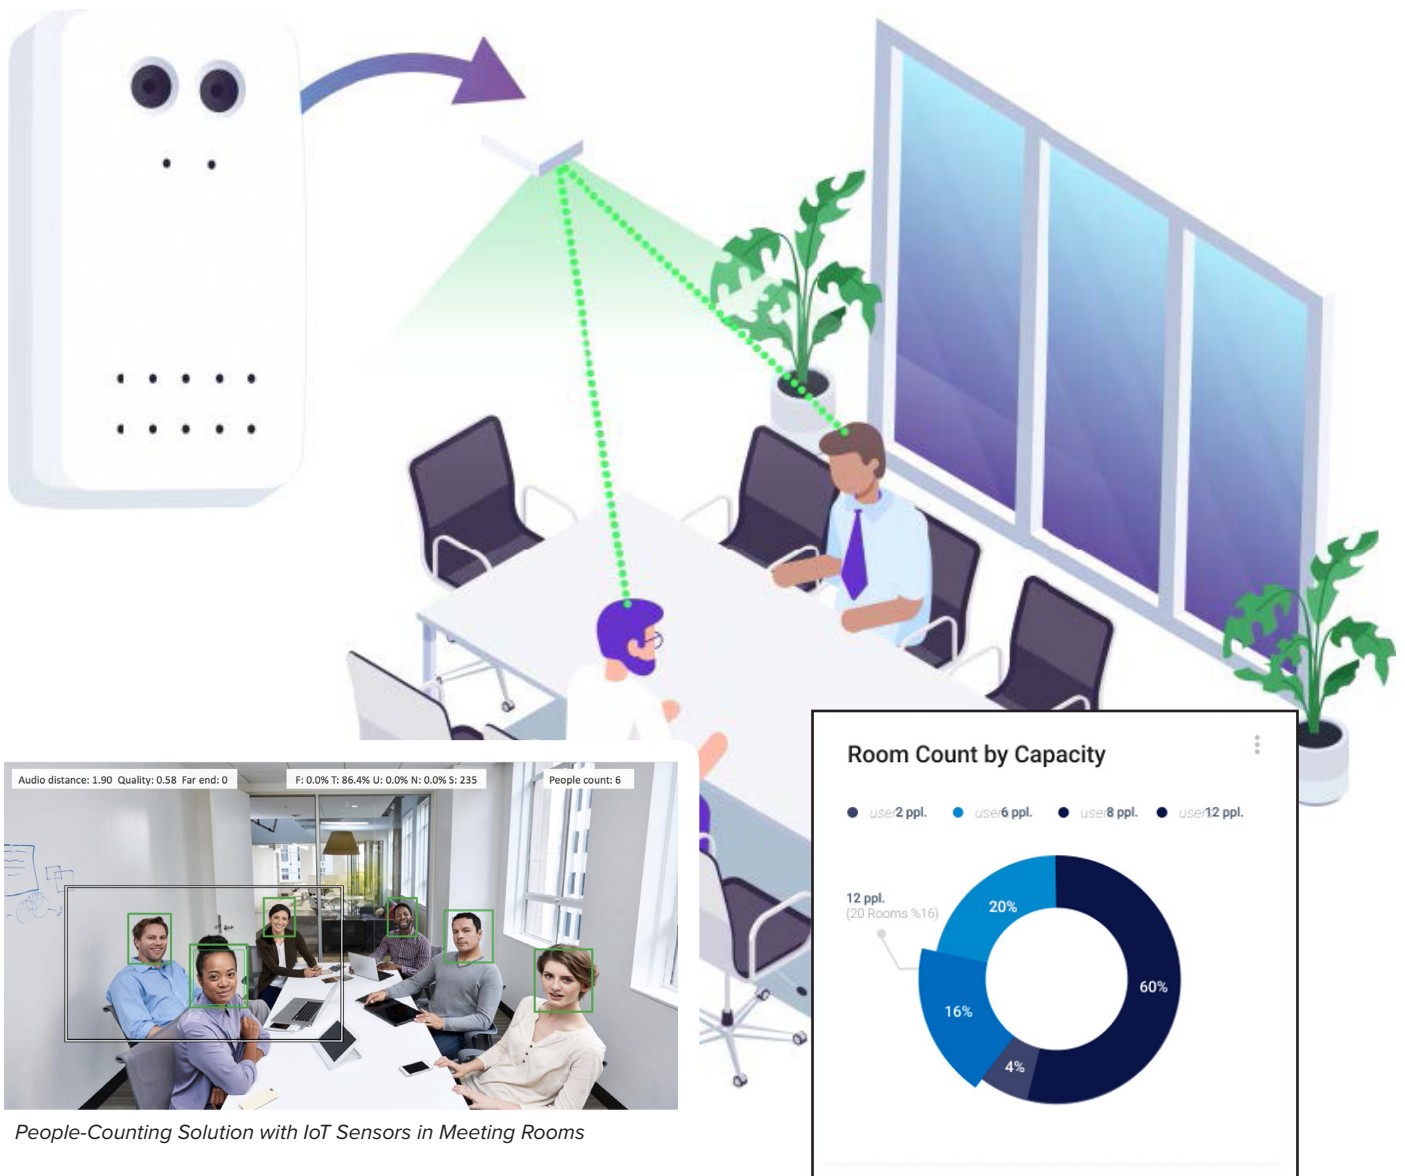 Room Count by Capacity
user2 ppl. user6 ppl. user8 ppl. user12 ppl.
12 ppl.
(20 Rooms %16)
20%
60%
16%
4%
Audio distance: 1.90 Quality: 0.58 Far end: 0
F: 0.0% T: 86.4% U: 0.0% N: 0.0% S: 235
People count: 6
People-Counting Solution with IoT Sensors in Meeting Rooms